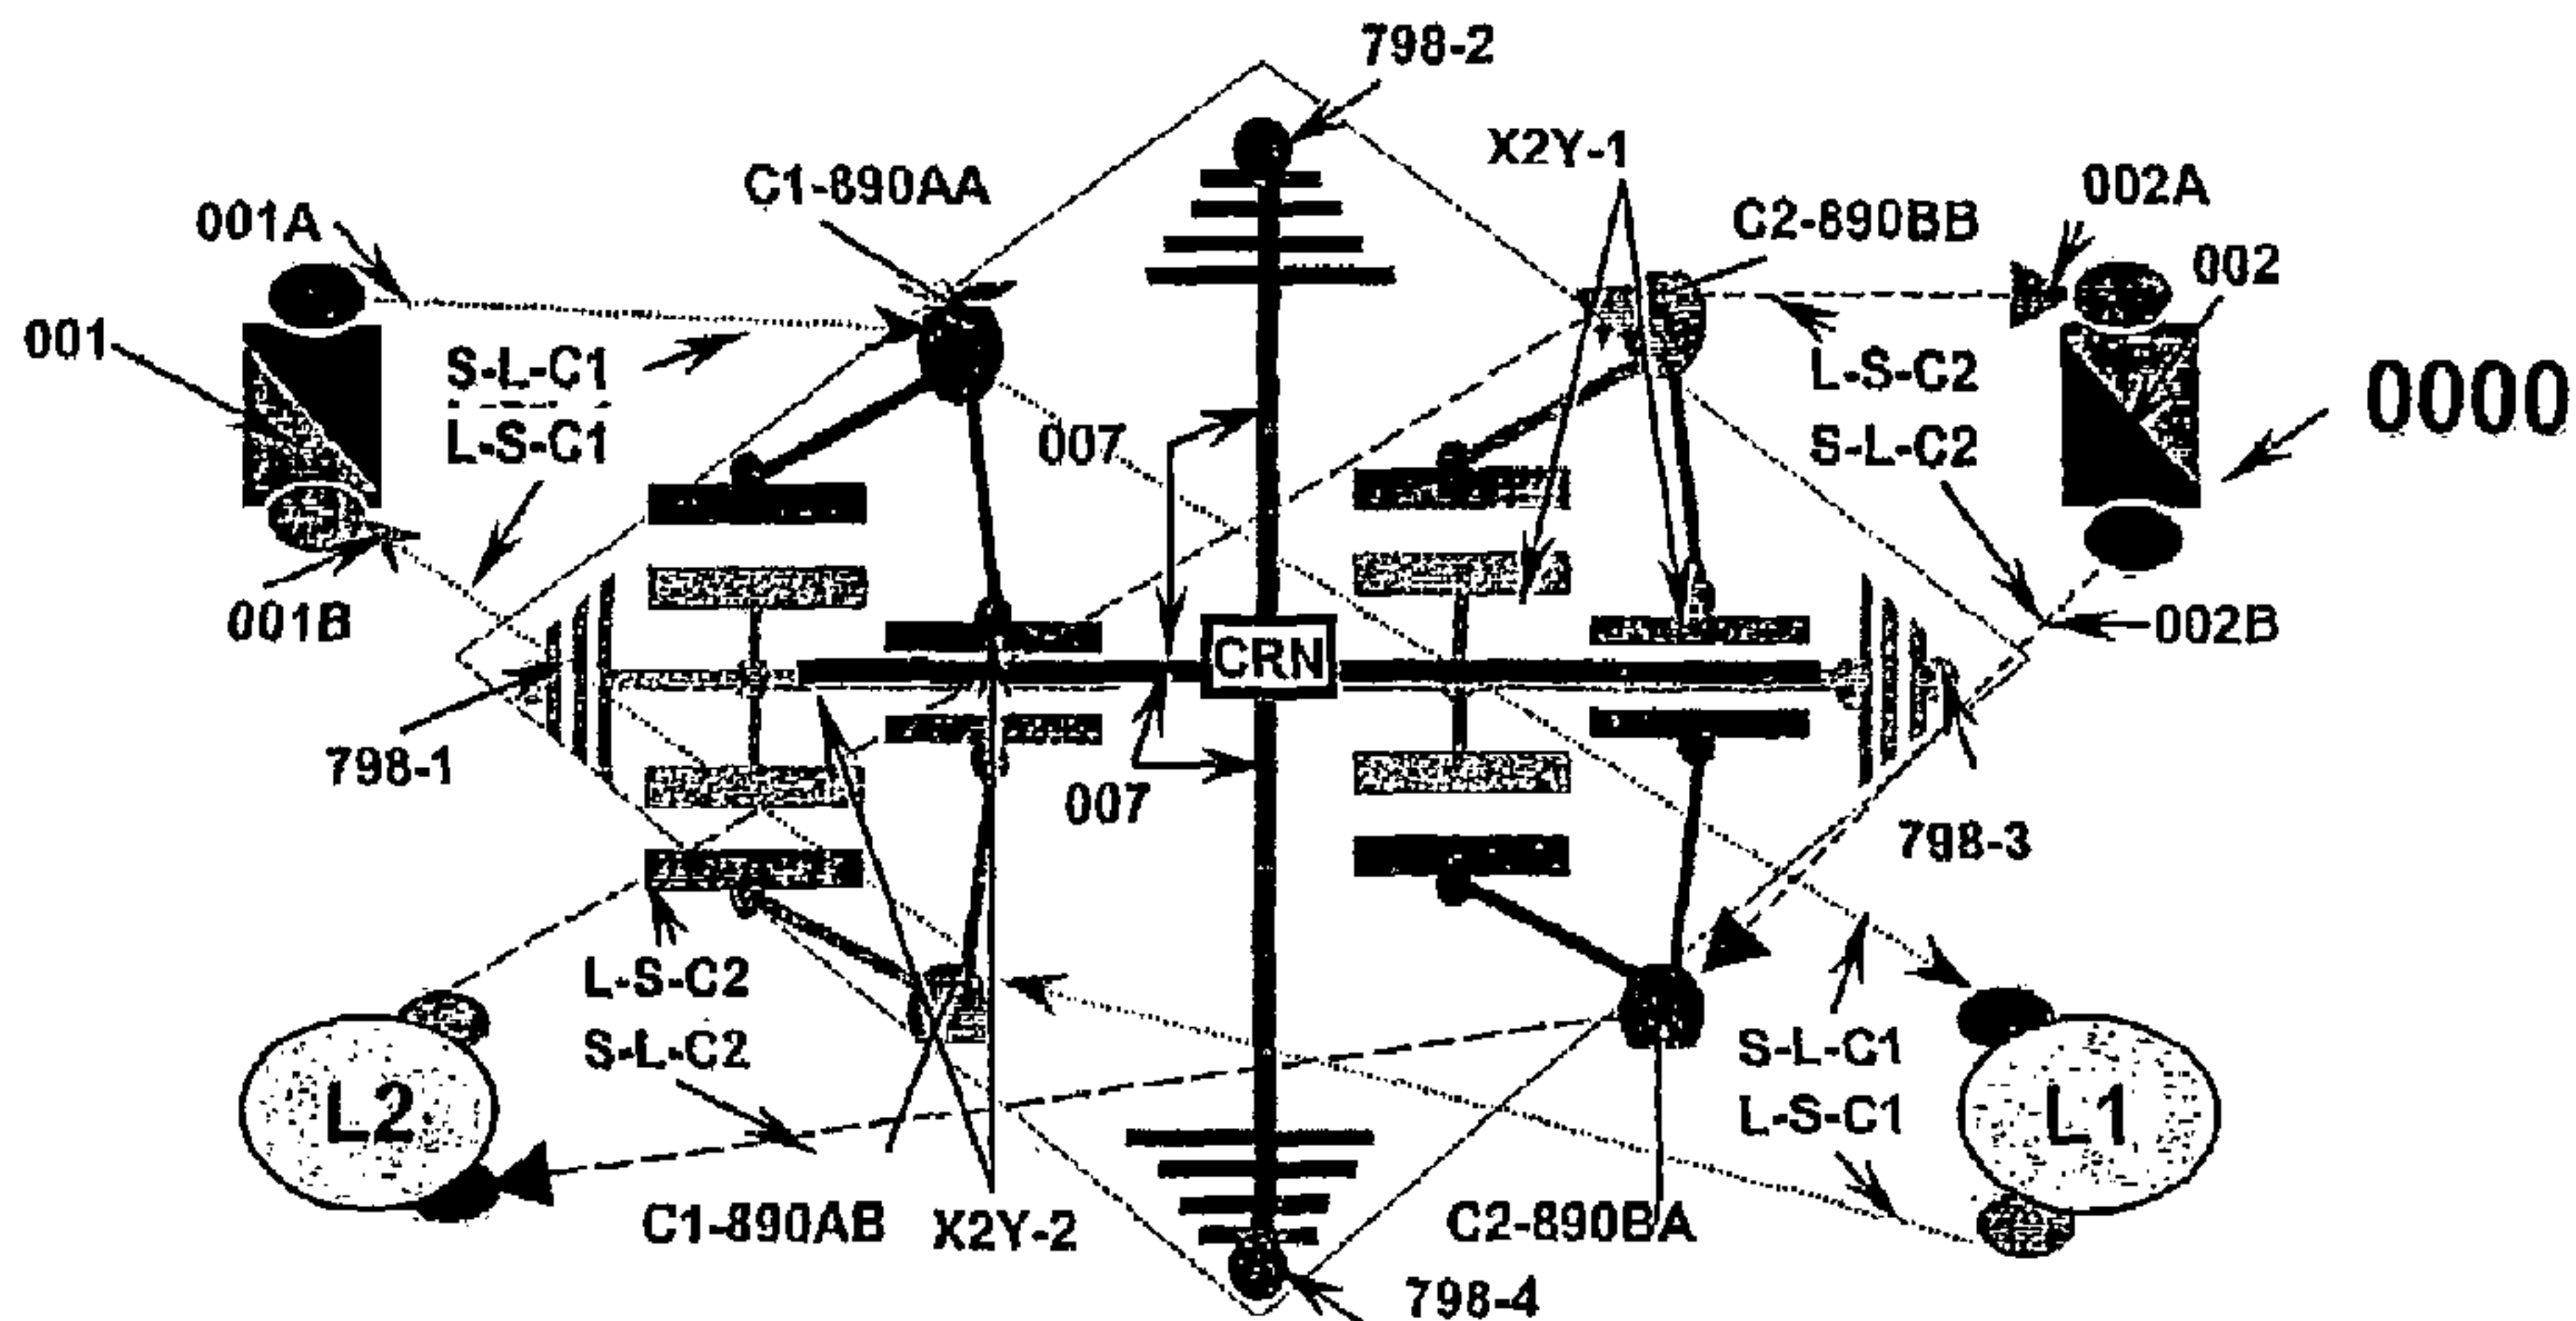 798-2
X2Y-1
C1-890AA
002A
001A
C2-890BB
002
001
S-L-C1
L-S-C1
007
L-S-C2
S-L-C2
0000
001B
CRN
002B
798-1
007
798-3
L-S-C2
S-L-C2
S-L-C1
L-S-C1
L2
L1
C1-890AB
X2Y-2
C2-890BA
798-4